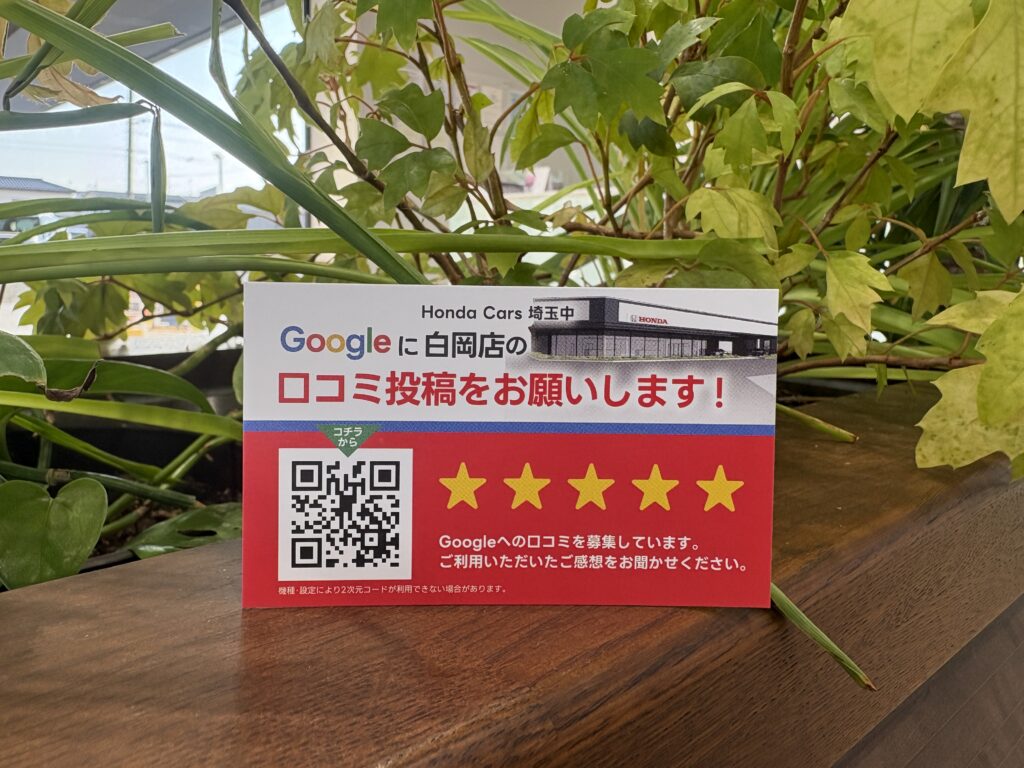 Honda Cars 埼玉中
Googleに白岡店の
口コミ投稿をお願いします！
HONDA
コチラ
から
Googleへの口コミを募集しています。
ご利用いただいたご感想をお聞かせください。
機種・設定により2次元コードが利用できない場合があります。